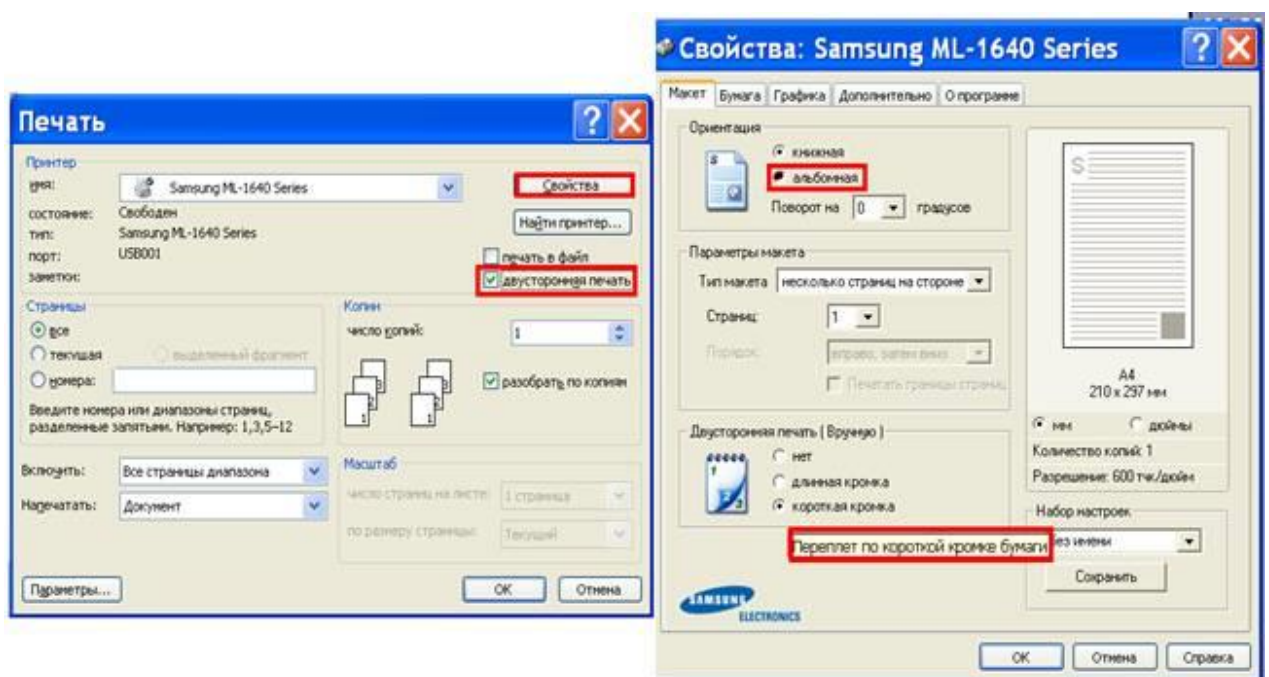 Печать
Принтер
имя:
Samsung ML-1640 Series
Свойства
состояние:
Свободен
Найти принтер...
тип:
Samsung ML-1640 Series
порт:
USB001
печать в файл
заметки:
двусторонняя печать
Страницы
все
текущая
выделенный фрагмент
номера:
Введите номера или диапазоны страниц,
разделенные запятыми. Например: 1,3,5–12
Копии
число копий:
1
разобрать по копиям
Включить:
Все страницы диапазона
Напечатать:
Документ
Масштаб
число страниц на листе:
1 страница
по размеру страницы:
Текущий
Параметры...
OK
Отмена
Свойства: Samsung ML-1640 Series
Макет
Бумага
Графика
Дополнительно
О программе
Ориентация
книжная
альбомная
Поворот на
0
градусов
Параметры макета
Тип макета
несколько страниц на стороне
Страниц:
1
Порядок:
вправо, затем вниз
Печатать границы страниц
Двусторонняя печать ( Вручную )
нет
длинная кромка
короткая кромка
Переплет по короткой кромке бумаги
SAMSUNG
ELECTRONICS
S
A4
210 x 297 мм
мм
дюймы
Количество копий: 1
Разрешение: 600 тчк/дюйм
Набор настроек
без имени
Сохранить
OK
Отмена
Справка